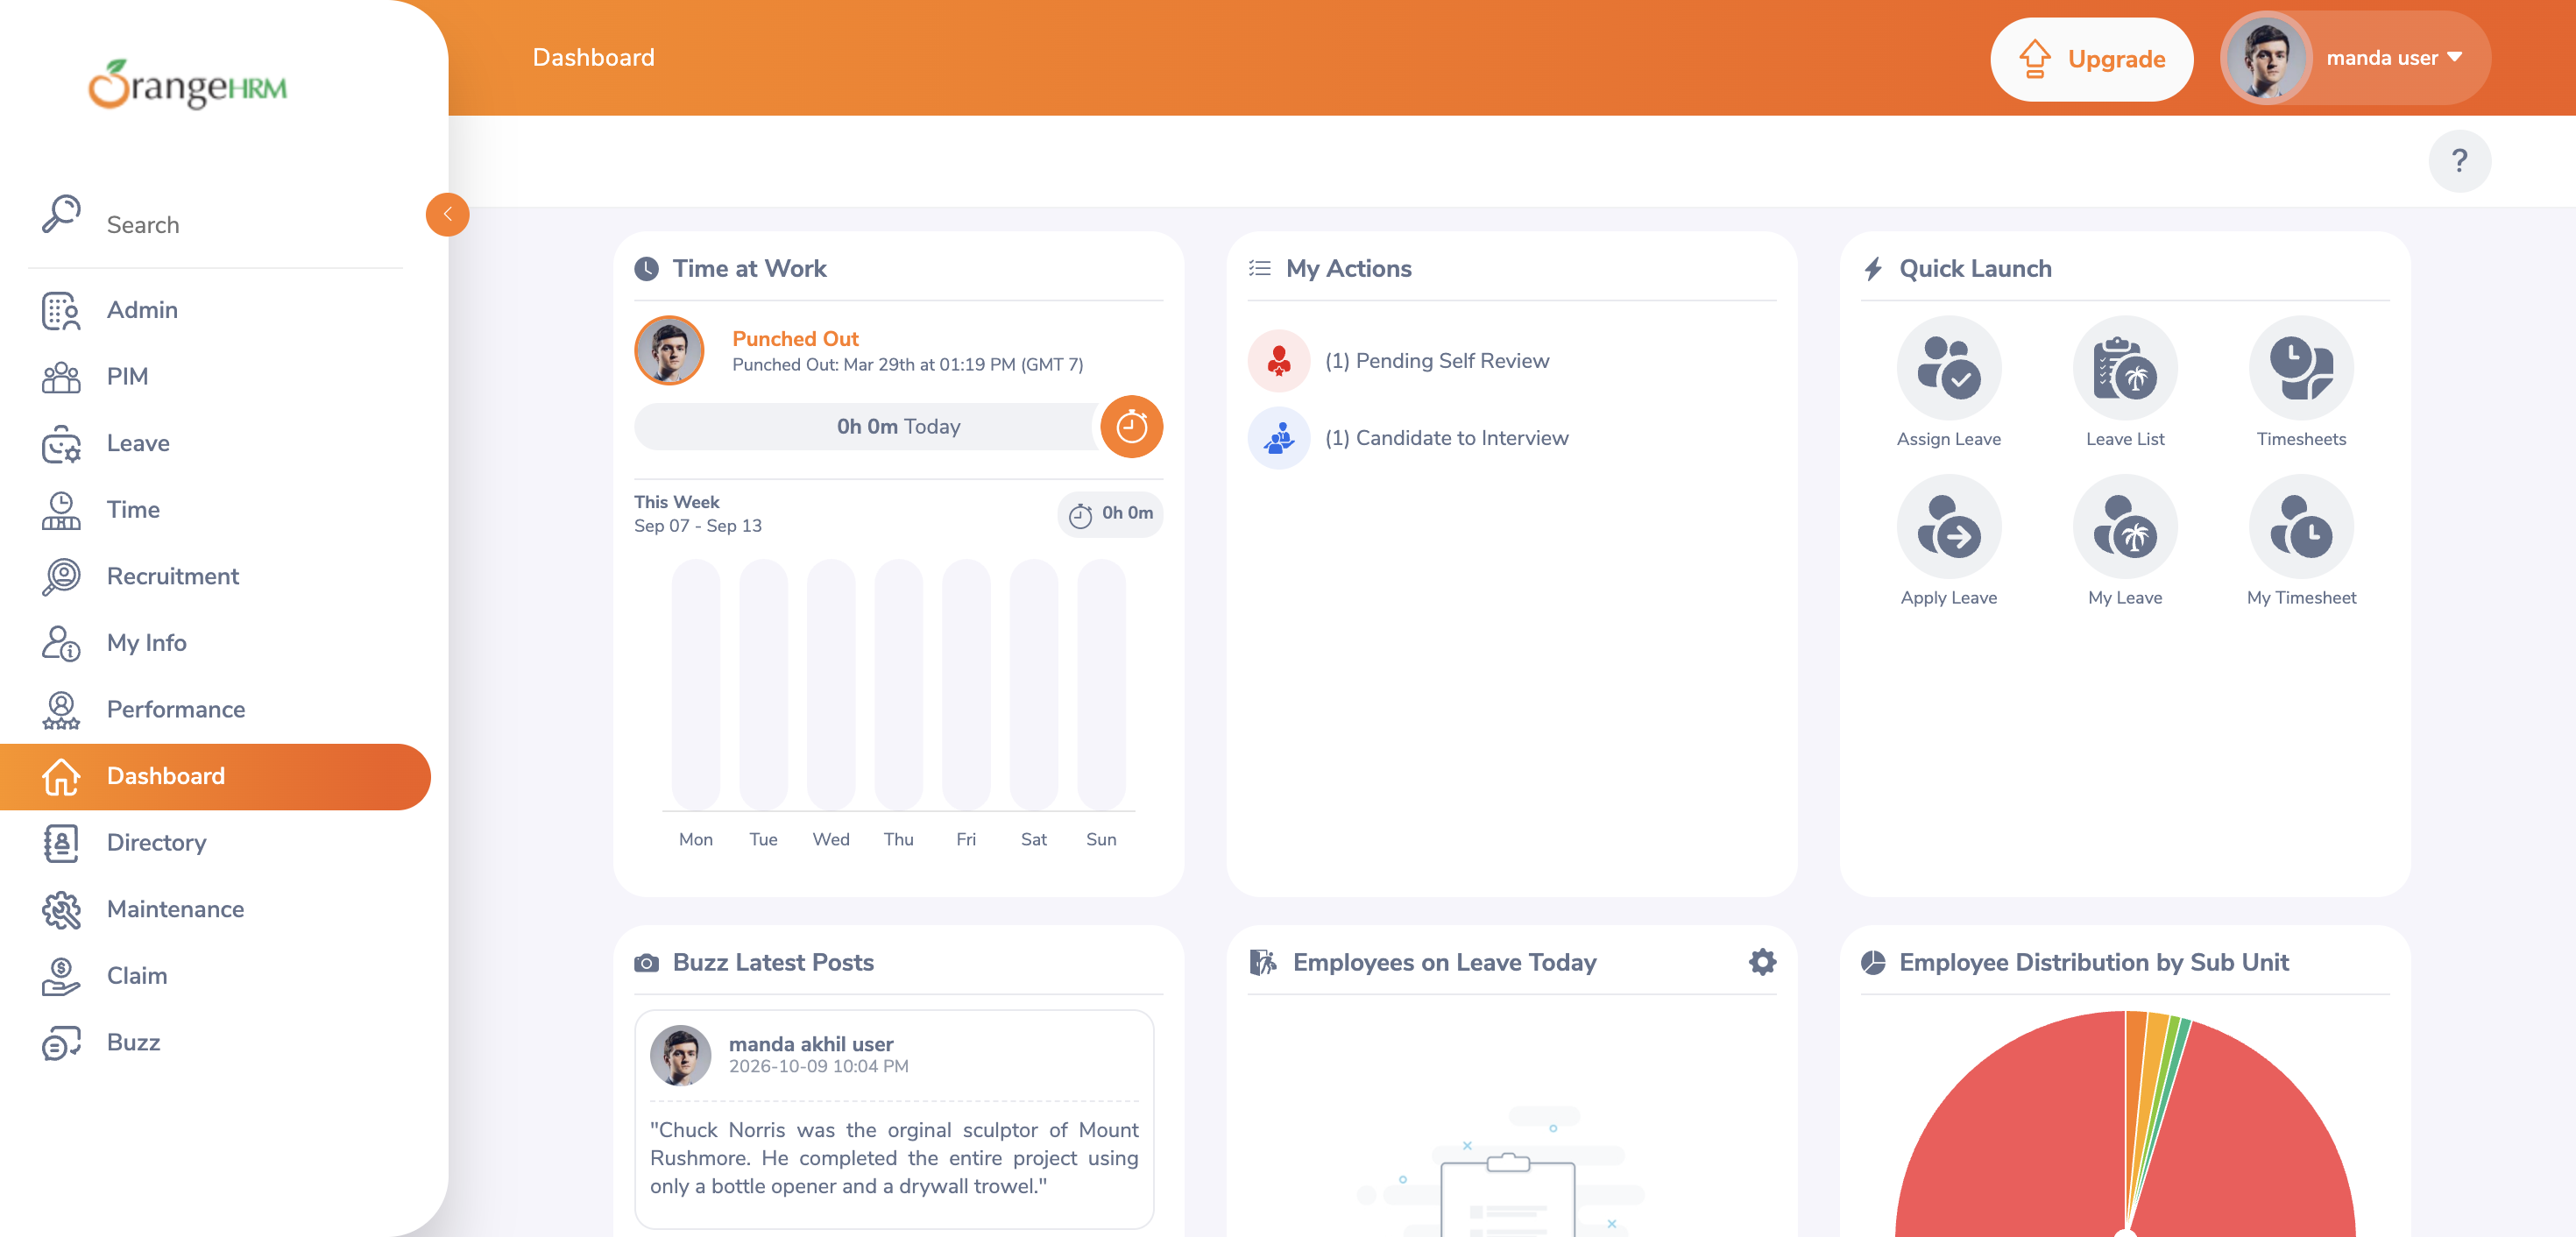 OrangeHRM
Search
Admin
PIM
Leave
Time
Recruitment
My Info
Performance
Dashboard
Directory
Maintenance
Claim
Buzz
Dashboard
Upgrade
manda user
?
Time at Work
Punched Out
Punched Out: Mar 29th at 01:19 PM (GMT 7)
0h 0m Today
This Week
Sep 07 - Sep 13
0h 0m
Mon Tue Wed Thu Fri Sat Sun
My Actions
(1) Pending Self Review
(1) Candidate to Interview
Quick Launch
Assign Leave
Leave List
Timesheets
Apply Leave
My Leave
My Timesheet
Buzz Latest Posts
manda akhil user
2026-10-09 10:04 PM
"Chuck Norris was the orginal sculptor of Mount
Rushmore. He completed the entire project using
only a bottle opener and a drywall trowel."
Employees on Leave Today
Employee Distribution by Sub Unit